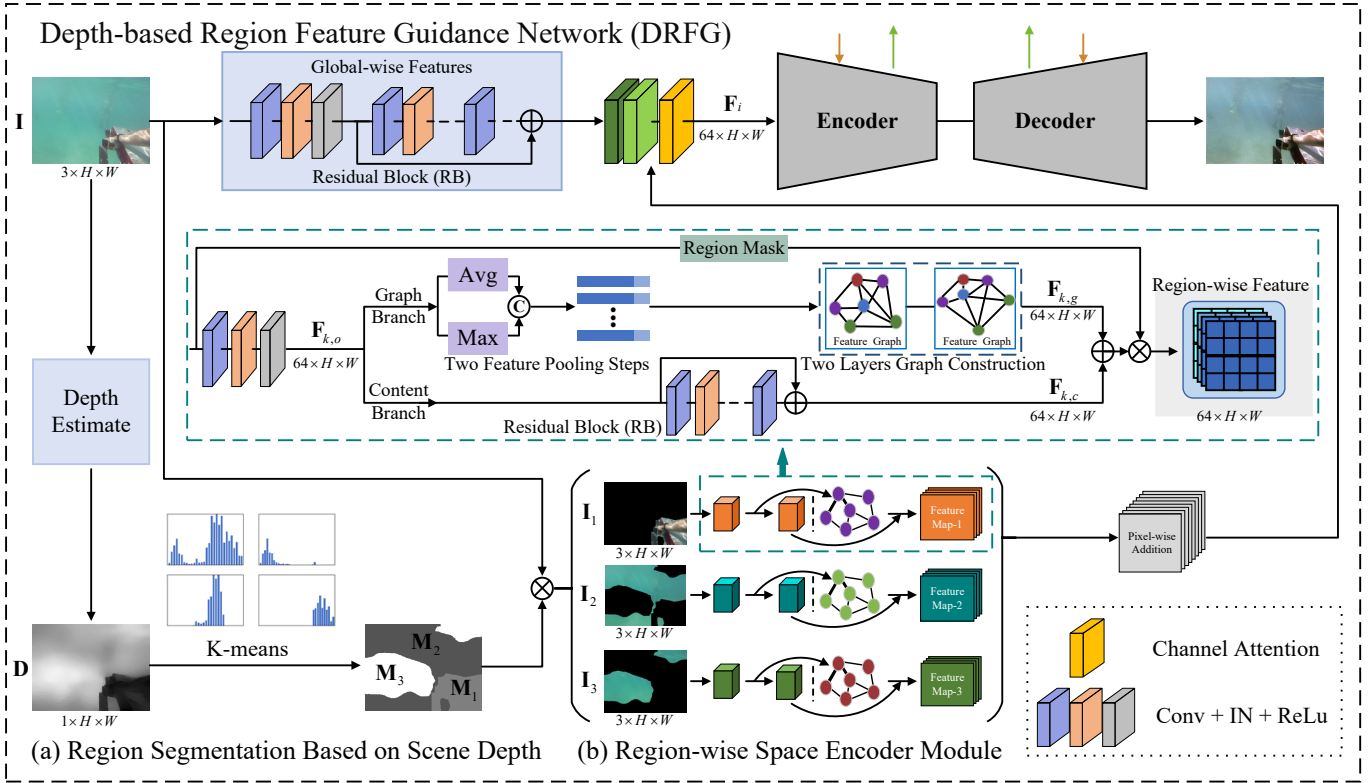 Depth-based Region Feature Guidance Network (DRFG)
I
3×H×W
Global-wise Features
Residual Block (RB)
F_i
64×H×W
Encoder
Decoder
Region Mask
F_{k,o}
64×H×W
Graph
Branch
Avg
Max
C
Two Feature Pooling Steps
Feature Graph
Feature Graph
Two Layers Graph Construction
F_{k,g}
64×H×W
Region-wise Feature
64×H×W
Content
Branch
Residual Block (RB)
F_{k,c}
64×H×W
Depth
Estimate
D
1×H×W
K-means
M_1
M_2
M_3
(a) Region Segmentation Based on Scene Depth
I_1
3×H×W
Feature
Map-1
I_2
3×H×W
Feature
Map-2
I_3
3×H×W
Feature
Map-3
(b) Region-wise Space Encoder Module
Pixel-wise
Addition
Channel Attention
Conv + IN + ReLu